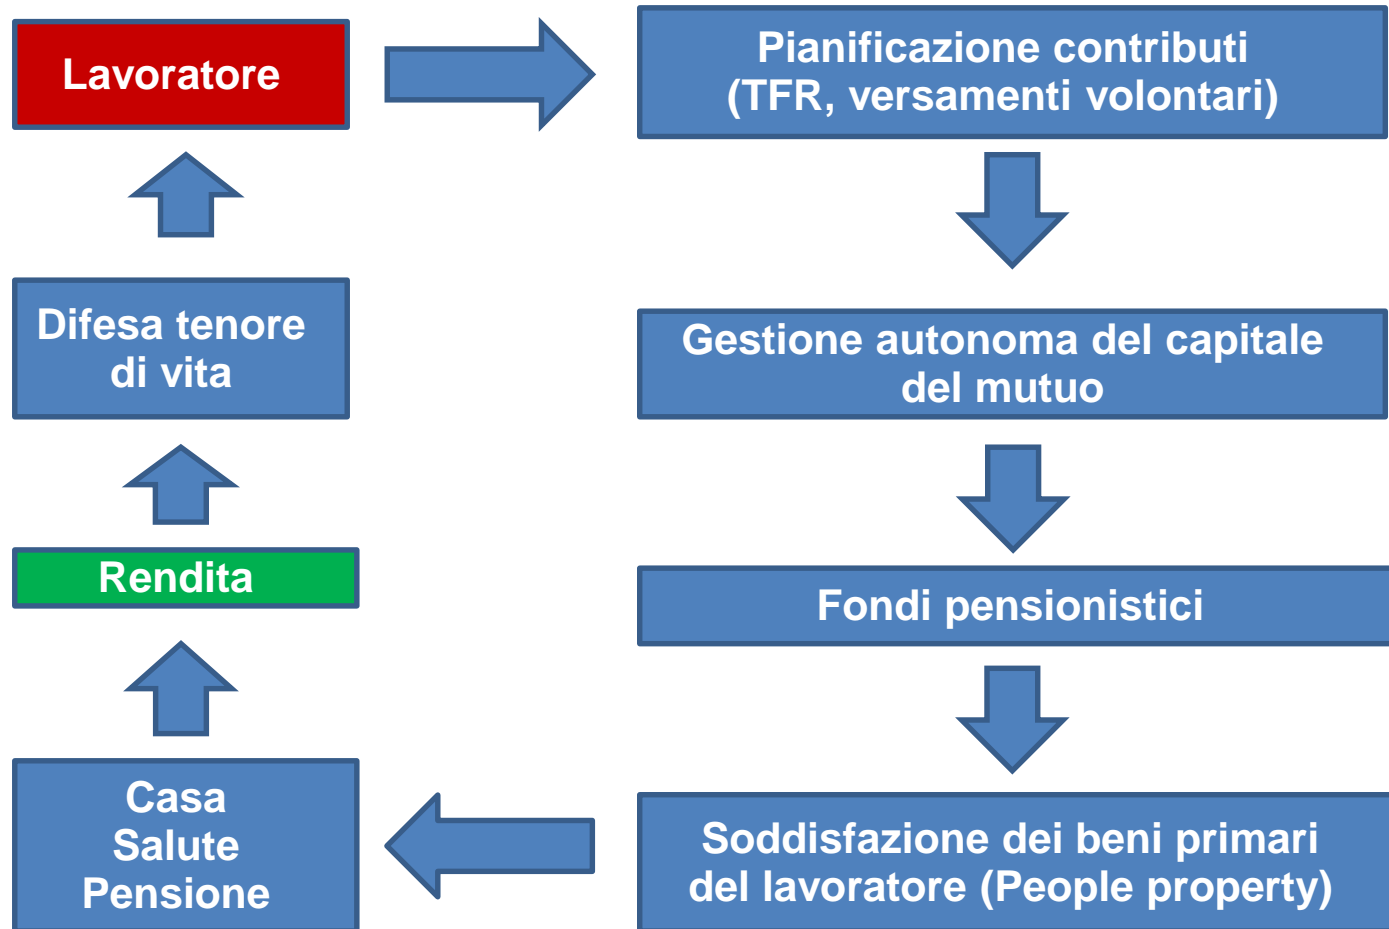 Lavoratore
Pianificazione contributi
(TFR, versamenti volontari)
Difesa tenore
di vita
Gestione autonoma del capitale
del mutuo
Rendita
Fondi pensionistici
Casa
Salute
Pensione
Soddisfazione dei beni primari
del lavoratore (People property)